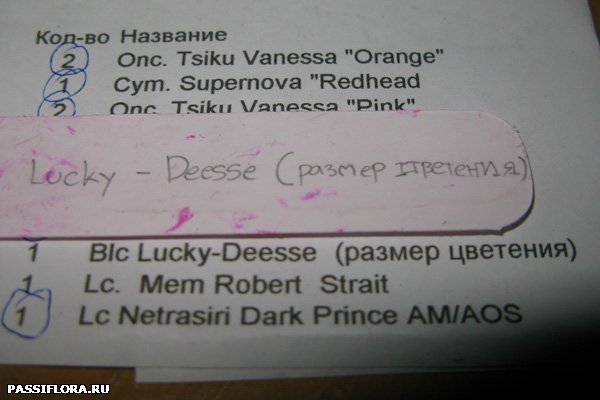 Кол-во Название
2 Onc. Tsiku Vanessa "Orange"
1 Cym. Supernova "Redhead
2 Onc. Tsiku Vanessa "Pink"
Lucky - Deesse (размер цветения)
1 Blc Lucky-Deesse (размер цветения)
1 Lc. Mem Robert Strait
1 Lc Netrasiri Dark Prince AM/AOS
PASSIFLORA.РУ